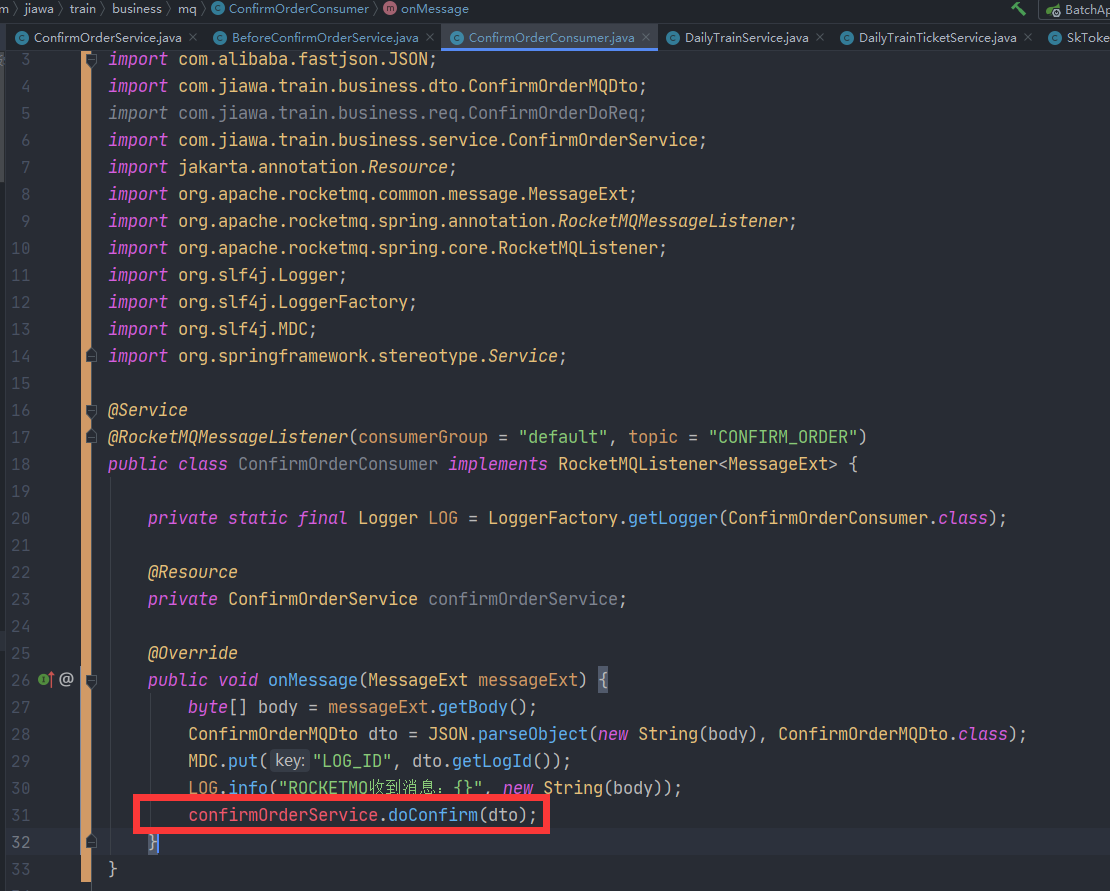 m 〉 jiawa 〉 train 〉 business 〉 mq 〉 ConfirmOrderConsumer 〉 onMessage BatchAp
ConfirmOrderService.java × BeforeConfirmOrderService.java × ConfirmOrderConsumer.java × DailyTrainService.java × DailyTrainTicketService.java × SkToke
3 import com.alibaba.fastjson.JSON;
4 import com.jiawa.train.business.dto.ConfirmOrderMQDto;
5 import com.jiawa.train.business.req.ConfirmOrderDoReq;
6 import com.jiawa.train.business.service.ConfirmOrderService;
7 import jakarta.annotation.Resource;
8 import org.apache.rocketmq.common.message.MessageExt;
9 import org.apache.rocketmq.spring.annotation.RocketMQMessageListener;
10 import org.apache.rocketmq.spring.core.RocketMQListener;
11 import org.slf4j.Logger;
12 import org.slf4j.LoggerFactory;
13 import org.slf4j.MDC;
14 import org.springframework.stereotype.Service;
15
16 @Service
17 @RocketMQMessageListener(consumerGroup = "default", topic = "CONFIRM_ORDER")
18 public class ConfirmOrderConsumer implements RocketMQListener<MessageExt> {
19
20 private static final Logger LOG = LoggerFactory.getLogger(ConfirmOrderConsumer.class);
21
22 @Resource
23 private ConfirmOrderService confirmOrderService;
24
25 @Override
26 @ public void onMessage(MessageExt messageExt) {
27 byte[] body = messageExt.getBody();
28 ConfirmOrderMQDto dto = JSON.parseObject(new String(body), ConfirmOrderMQDto.class);
29 MDC.put( key: "LOG_ID", dto.getLogId());
30 LOG.info("ROCKETMQ收到消息：{}", new String(body));
31 confirmOrderService.doConfirm(dto);
32 }
33 }